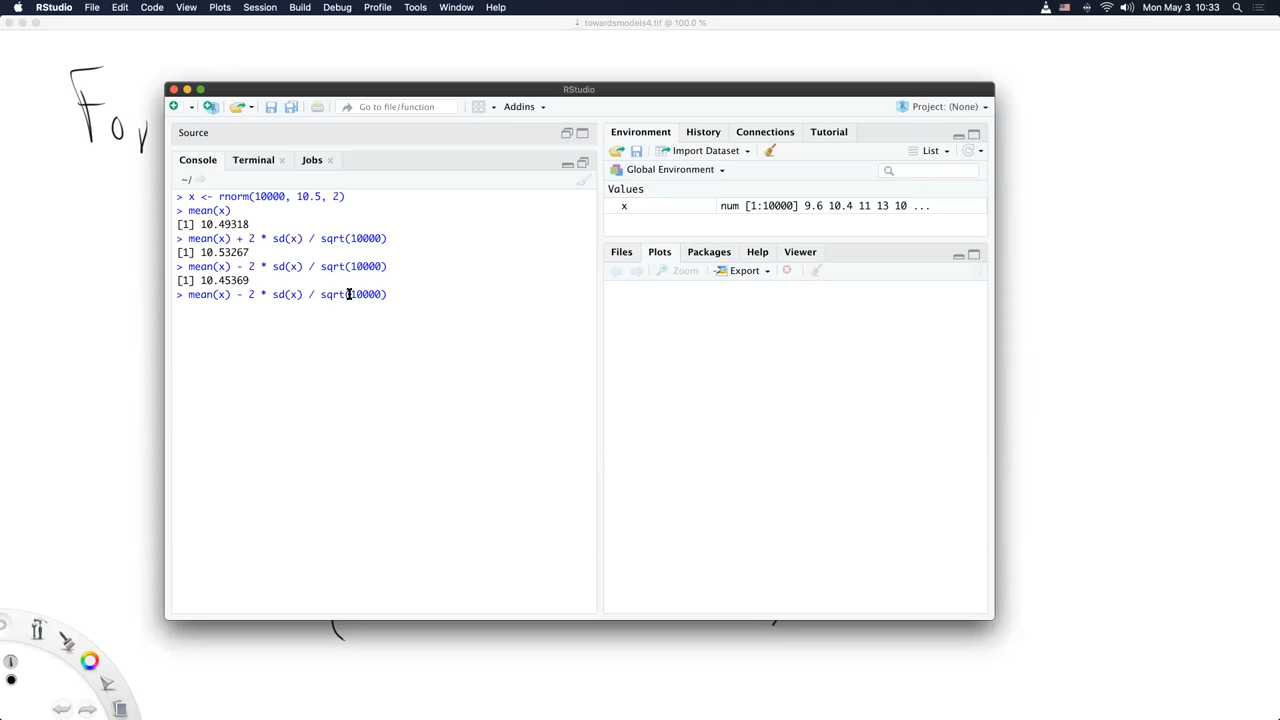 RStudio File Edit Code View Plots Session Build Debug Profile Tools Window Help Mon May 3 10:33
towardsmodels4.tif @ 100.0 %
For
RStudio
Go to file/function Addins Project: (None)
Source
Console Terminal Jobs
~/
> x <- rnorm(10000, 10.5, 2)
> mean(x)
[1] 10.49318
> mean(x) + 2 * sd(x) / sqrt(10000)
[1] 10.53267
> mean(x) - 2 * sd(x) / sqrt(10000)
[1] 10.45369
> mean(x) - 2 * sd(x) / sqrt(10000)
Environment History Connections Tutorial
Import Dataset List
Global Environment
Values
x num [1:10000] 9.6 10.4 11 13 10 ...
Files Plots Packages Help Viewer
Zoom Export